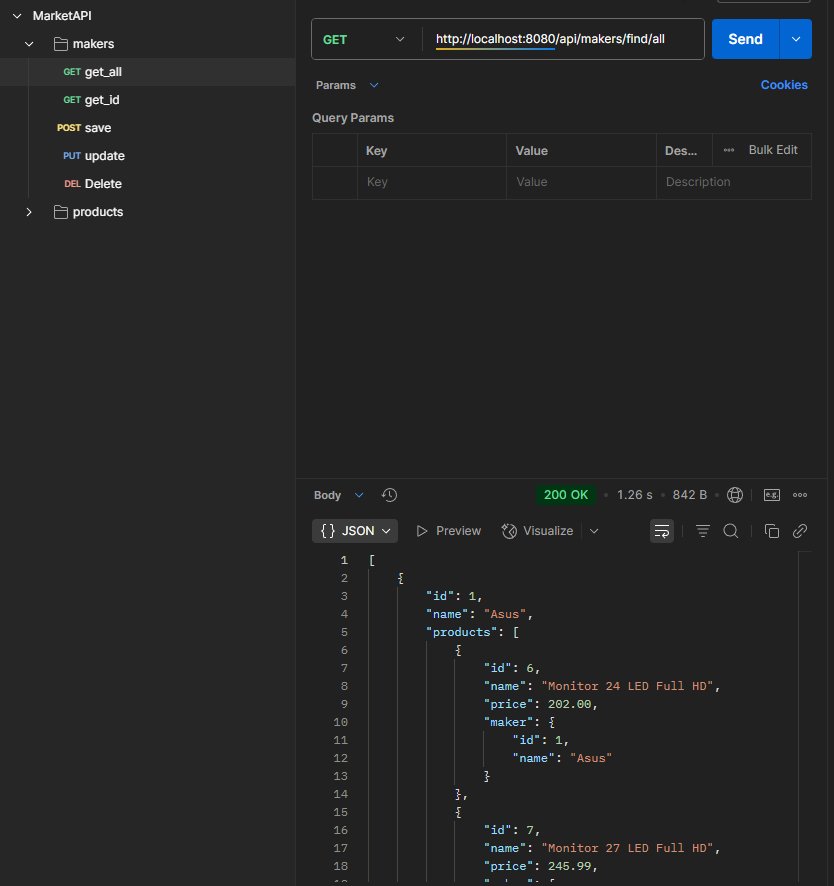 MarketAPI
makers
GET get_all
GET get_id
POST save
PUT update
DEL Delete
products
GET http://localhost:8080/api/makers/find/all Send
Params Cookies
Query Params
Key Value Des... Bulk Edit
Key Value Description
Body 200 OK 1.26 s 842 B e.g.
{} JSON Preview Visualize
1 [
2 {
3 "id": 1,
4 "name": "Asus",
5 "products": [
6 {
7 "id": 6,
8 "name": "Monitor 24 LED Full HD",
9 "price": 202.00,
10 "maker": {
11 "id": 1,
12 "name": "Asus"
13 }
14 },
15 {
16 "id": 7,
17 "name": "Monitor 27 LED Full HD",
18 "price": 245.99,